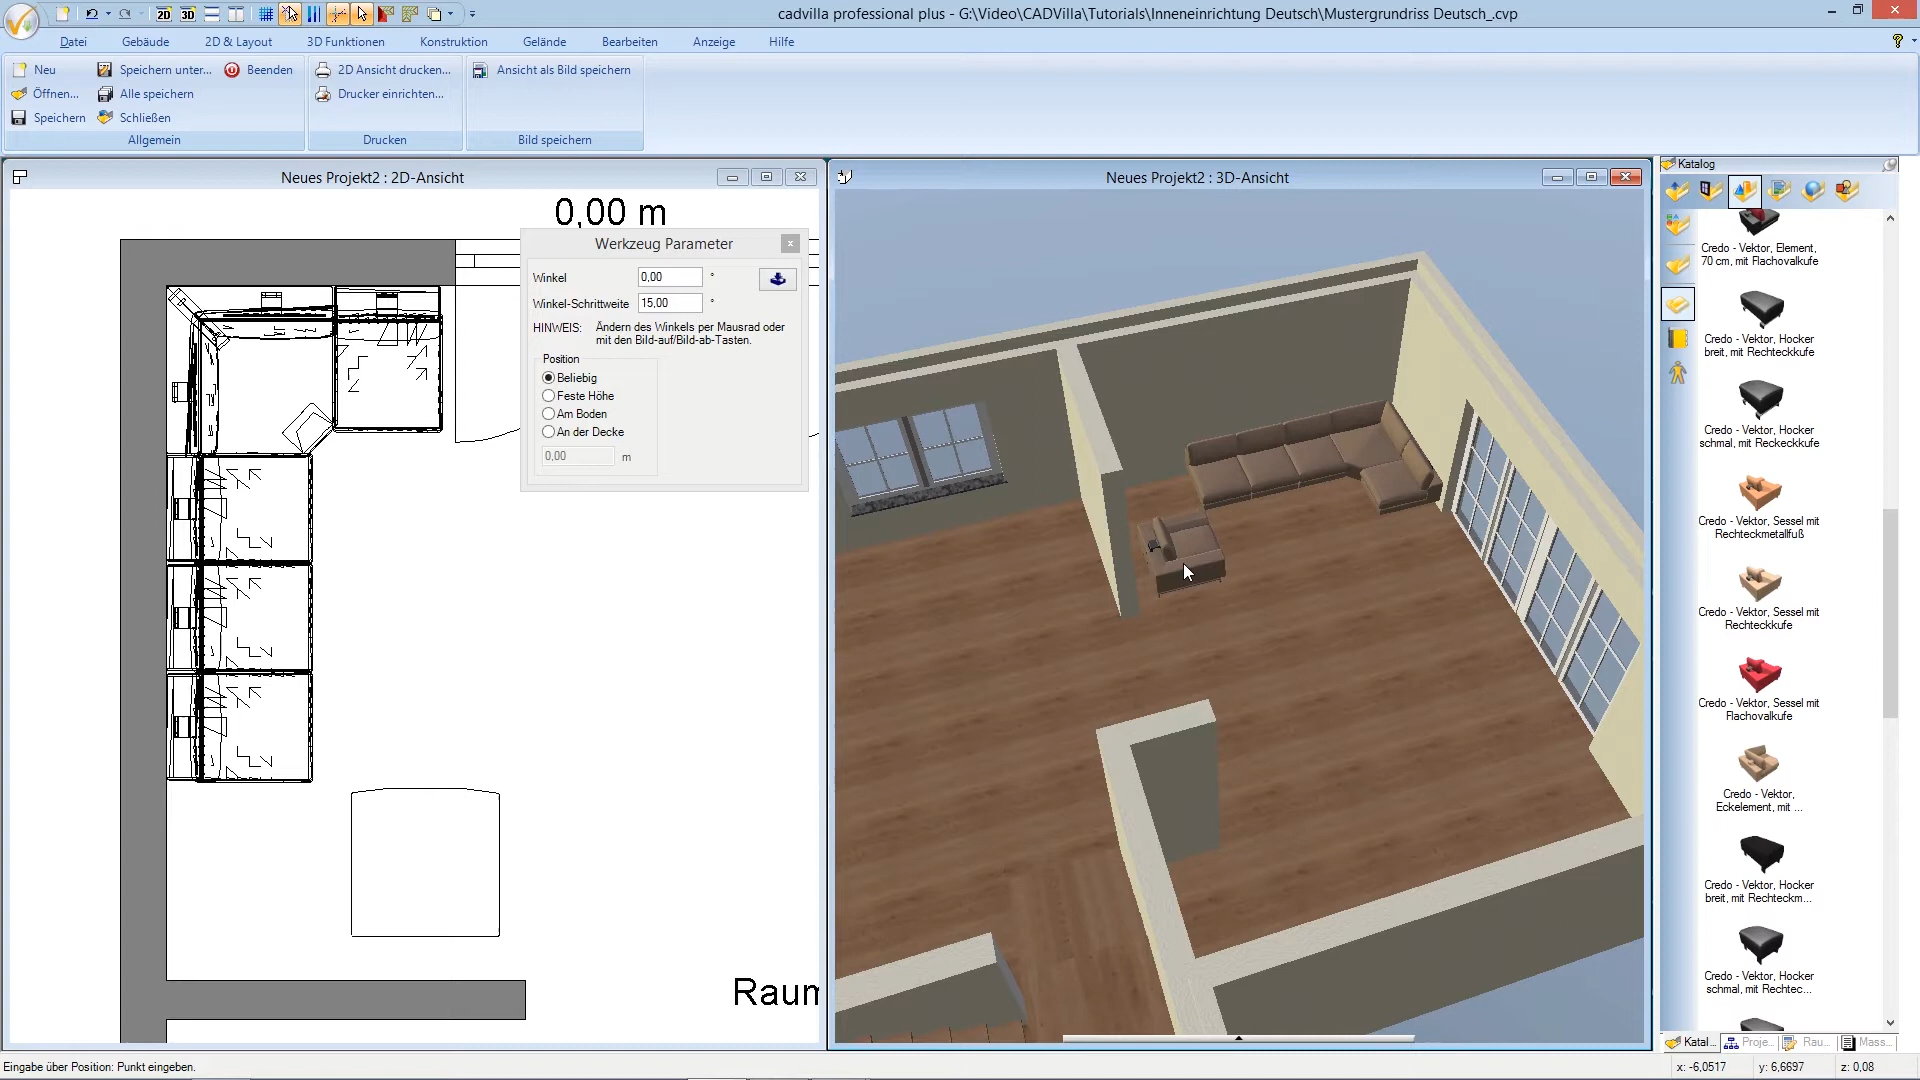 2D 3D
cadvilla professional plus - G:\Video\CADVilla\Tutorials\Inneneinrichtung Deutsch\Mustergrundriss Deutsch_.cvp
Datei Gebäude 2D & Layout 3D Funktionen Konstruktion Gelände Bearbeiten Anzeige Hilfe
Neu Speichern unter... Beenden 2D Ansicht drucken... Ansicht als Bild speichern
Öffnen... Alle speichern Drucker einrichten...
Speichern Schließen
Allgemein Drucken Bild speichern
Neues Projekt2 : 2D-Ansicht
0,00 m
Werkzeug Parameter
Winkel 0,00 °
Winkel-Schrittweite 15,00 °
HINWEIS: Ändern des Winkels per Mausrad oder
mit den Bild-auf/Bild-ab-Tasten.
Position
Beliebig
Feste Höhe
Am Boden
An der Decke
0,00 m
Raum
Neues Projekt2 : 3D-Ansicht
Katalog
Credo - Vektor, Element,
70 cm, mit Flachovalkufe
Credo - Vektor, Hocker
breit, mit Rechteckkufe
Credo - Vektor, Hocker
schmal, mit Reckeckkufe
Credo - Vektor, Sessel mit
Rechteckmetallfuß
Credo - Vektor, Sessel mit
Rechteckkufe
Credo - Vektor, Sessel mit
Flachovalkufe
Credo - Vektor,
Eckelement, mit ...
Credo - Vektor, Hocker
breit, mit Rechteckm...
Credo - Vektor, Hocker
schmal, mit Rechtec...
Katal... Proje... Rau... Mass...
Eingabe über Position: Punkt eingeben.
x: -6,0517 y: 6,6697 z: 0,08